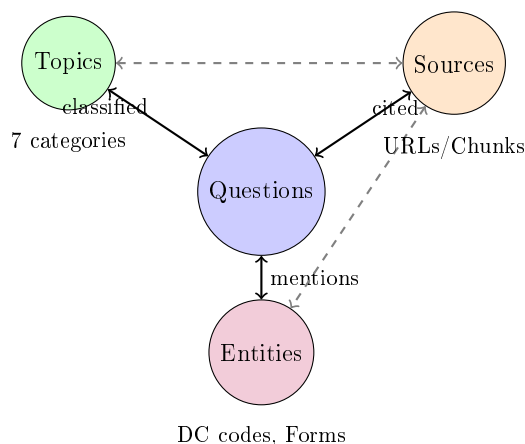 Topics
Sources
classified
cited
7 categories
URLs/Chunks
Questions
mentions
Entities
DC codes, Forms